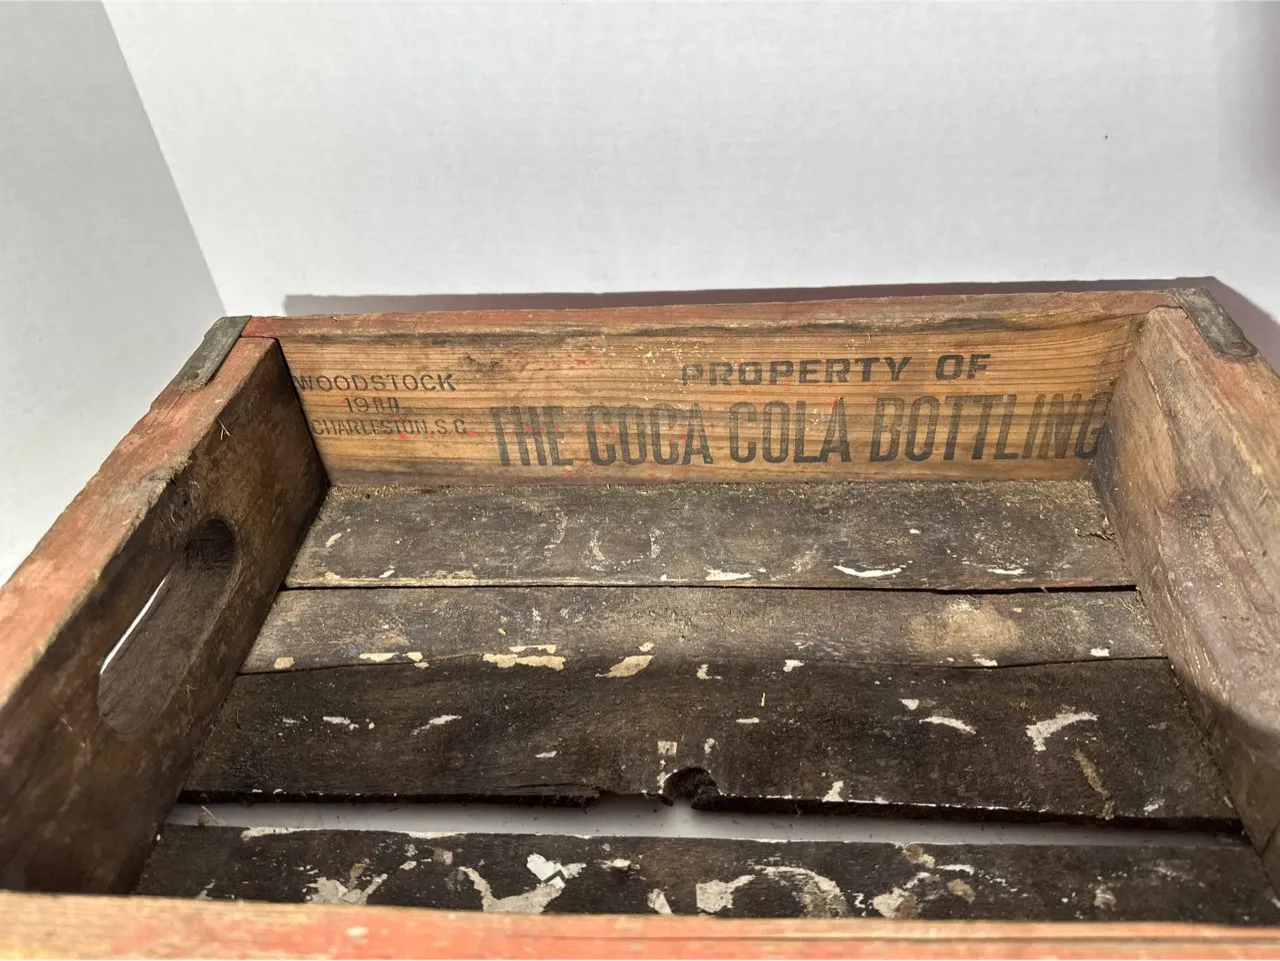 WOODSTOCK
CHARLESTON, S.C
PROPERTY OF
THE COCA COLA BOTTLING